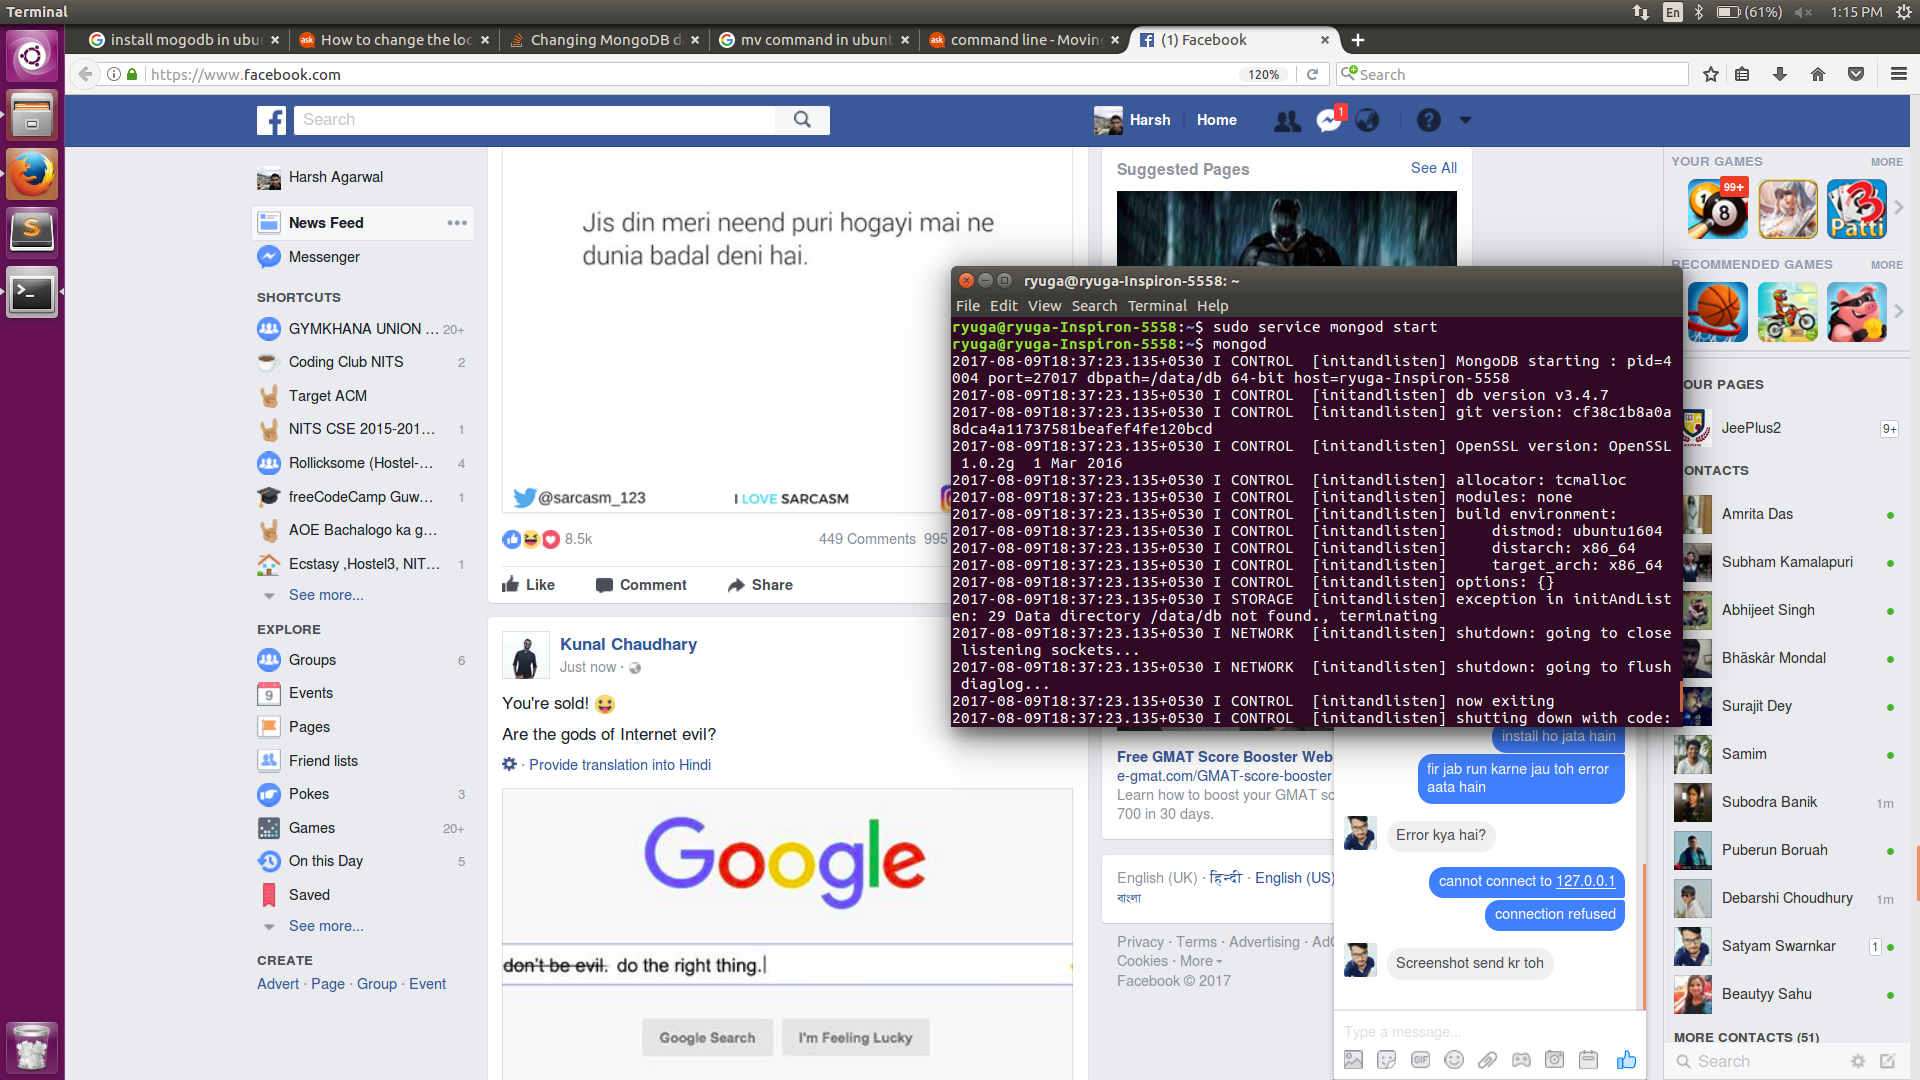 Terminal
En
(61%)
1:15 PM
install mogodb in ubun
How to change the loc
Changing MongoDB d
mv command in ubunt
command line - Moving
(1) Facebook
https://www.facebook.com
120%
Search
Search
Harsh
Home
1
Harsh Agarwal
News Feed
Messenger
SHORTCUTS
GYMKHANA UNION ... 20+
Coding Club NITS 2
Target ACM
NITS CSE 2015-201... 1
Rollicksome (Hostel-... 4
freeCodeCamp Guw... 1
AOE Bachalogo ka g...
Ecstasy ,Hostel3, NIT... 1
See more...
EXPLORE
Groups 6
Events
9
Pages
Friend lists
Pokes 3
Games 20+
On this Day 5
Saved
See more...
CREATE
Advert · Page · Group · Event
Jis din meri neend puri hogayi mai ne
dunia badal deni hai.
@sarcasm_123
I LOVE SARCASM
8.5k
449 Comments 995
Like Comment Share
Kunal Chaudhary
Just now ·
You're sold!
Are the gods of Internet evil?
· Provide translation into Hindi
Google
don't be evil. do the right thing.|
Google Search
I'm Feeling Lucky
Suggested Pages
See All
ryuga@ryuga-Inspiron-5558: ~
File Edit View Search Terminal Help
ryuga@ryuga-Inspiron-5558:~$ sudo service mongod start
ryuga@ryuga-Inspiron-5558:~$ mongod
2017-08-09T18:37:23.135+0530 I CONTROL  [initandlisten] MongoDB starting : pid=4
004 port=27017 dbpath=/data/db 64-bit host=ryuga-Inspiron-5558
2017-08-09T18:37:23.135+0530 I CONTROL  [initandlisten] db version v3.4.7
2017-08-09T18:37:23.135+0530 I CONTROL  [initandlisten] git version: cf38c1b8a0a
8dca4a11737581beafef4fe120bcd
2017-08-09T18:37:23.135+0530 I CONTROL  [initandlisten] OpenSSL version: OpenSSL
1.0.2g  1 Mar 2016
2017-08-09T18:37:23.135+0530 I CONTROL  [initandlisten] allocator: tcmalloc
2017-08-09T18:37:23.135+0530 I CONTROL  [initandlisten] modules: none
2017-08-09T18:37:23.135+0530 I CONTROL  [initandlisten] build environment:
2017-08-09T18:37:23.135+0530 I CONTROL  [initandlisten]     distmod: ubuntu1604
2017-08-09T18:37:23.135+0530 I CONTROL  [initandlisten]     distarch: x86_64
2017-08-09T18:37:23.135+0530 I CONTROL  [initandlisten]     target_arch: x86_64
2017-08-09T18:37:23.135+0530 I CONTROL  [initandlisten] options: {}
2017-08-09T18:37:23.135+0530 I STORAGE  [initandlisten] exception in initAndList
en: 29 Data directory /data/db not found., terminating
2017-08-09T18:37:23.135+0530 I NETWORK  [initandlisten] shutdown: going to close
listening sockets...
2017-08-09T18:37:23.135+0530 I NETWORK  [initandlisten] shutdown: going to flush
diaglog...
2017-08-09T18:37:23.135+0530 I CONTROL  [initandlisten] now exiting
2017-08-09T18:37:23.135+0530 I CONTROL  [initandlisten] shutting down with code:
Free GMAT Score Booster Web
e-gmat.com/GMAT-score-booster
Learn how to boost your GMAT sc
700 in 30 days.
English (UK) · हिन्दी · English (US)
বাংলা
Privacy · Terms · Advertising · AdC
Cookies · More
Facebook © 2017
install ho jata hain
fir jab run karne jau toh error
aata hain
Error kya hai?
cannot connect to 127.0.0.1
connection refused
Screenshot send kr toh
Type a message...
GIF
YOUR GAMES MORE
99+
8
3 Patti
RECOMMENDED GAMES MORE
OUR PAGES
JeePlus2 9+
ONTACTS
Amrita Das
Subham Kamalapuri
Abhijeet Singh
Bhāskâr Mondal
Surajit Dey
Samim
Subodra Banik 1m
Puberun Boruah
Debarshi Choudhury 1m
Satyam Swarnkar 1
Beautyy Sahu
MORE CONTACTS (51)
Search